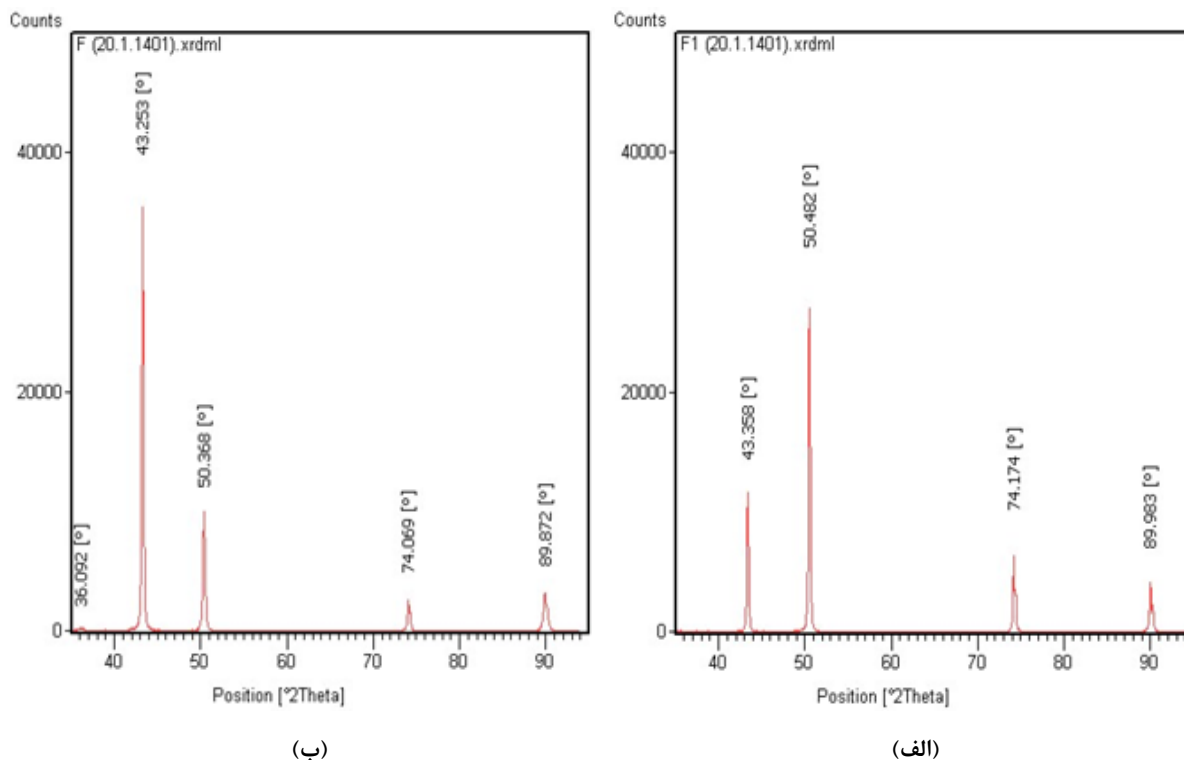 Counts
F (20.1.1401).xrdml
43.253 [°]
50.368 [°]
36.092 [°]
74.069 [°]
89.872 [°]
40000
20000
0
40 50 60 70 80 90
Position [°2Theta]
(ب)
Counts
F1 (20.1.1401).xrdml
50.482 [°]
43.358 [°]
74.174 [°]
89.983 [°]
40000
20000
0
40 50 60 70 80 90
Position [°2Theta]
(الف)